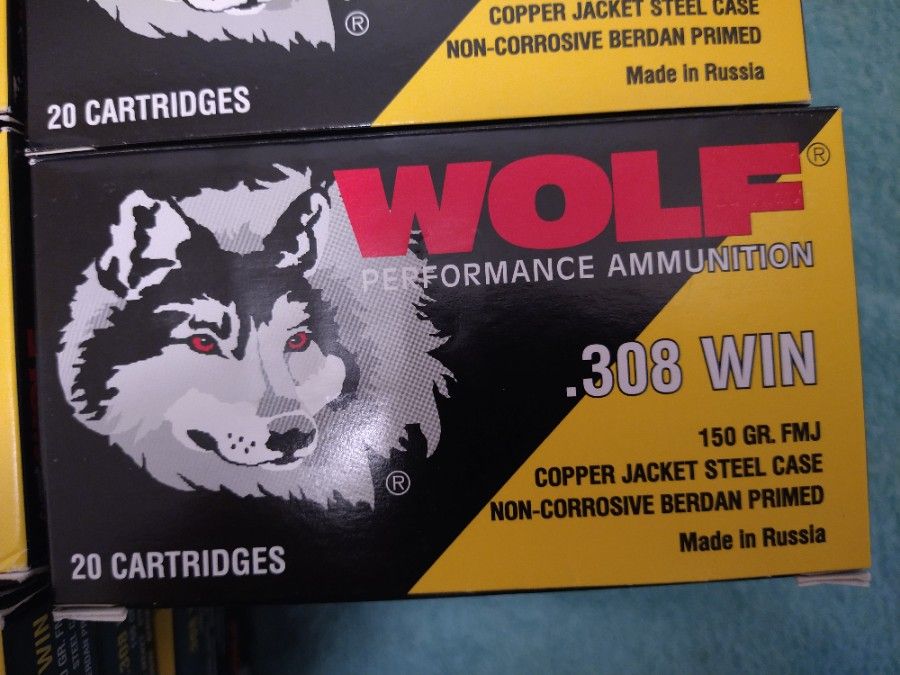 ®
COPPER JACKET STEEL CASE
NON-CORROSIVE BERDAN PRIMED
Made in Russia
20 CARTRIDGES
WOLF®
PERFORMANCE AMMUNITION
.308 WIN
150 GR. FMJ
COPPER JACKET STEEL CASE
®
NON-CORROSIVE BERDAN PRIMED
Made in Russia
20 CARTRIDGES
WIN